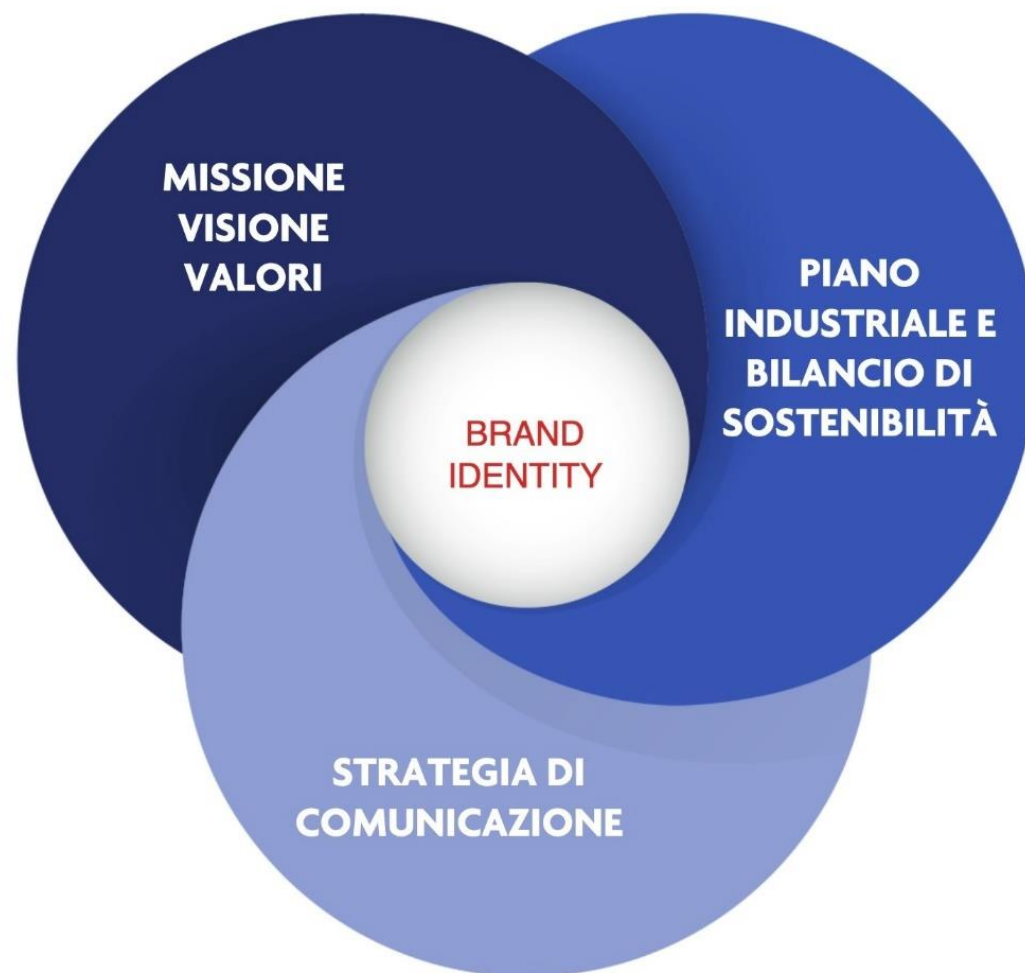 MISSIONE
VISIONE
VALORI
PIANO
INDUSTRIALE E
BILANCIO DI
SOSTENIBILITÀ
BRAND
IDENTITY
STRATEGIA DI
COMUNICAZIONE